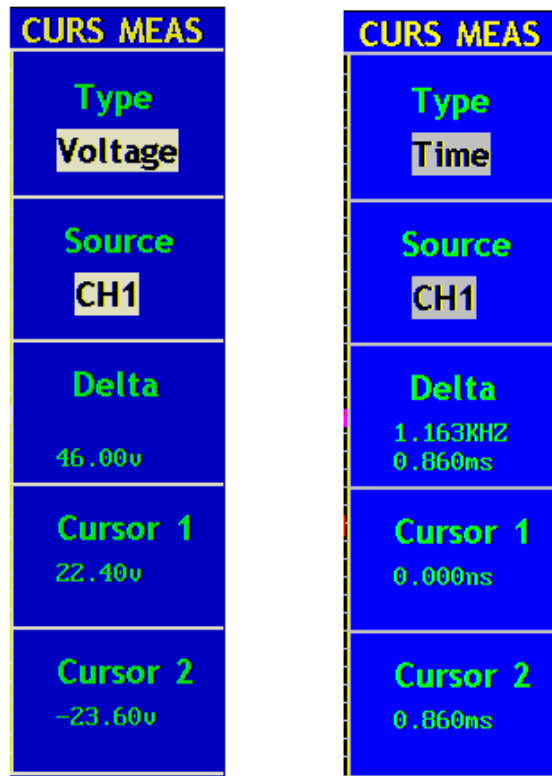 CURS MEAS
Type
Voltage
Source
CH1
Delta
46.00v
Cursor 1
22.40v
Cursor 2
-23.60v
CURS MEAS
Type
Time
Source
CH1
Delta
1.163KHZ
0.860ms
Cursor 1
0.000ns
Cursor 2
0.860ms